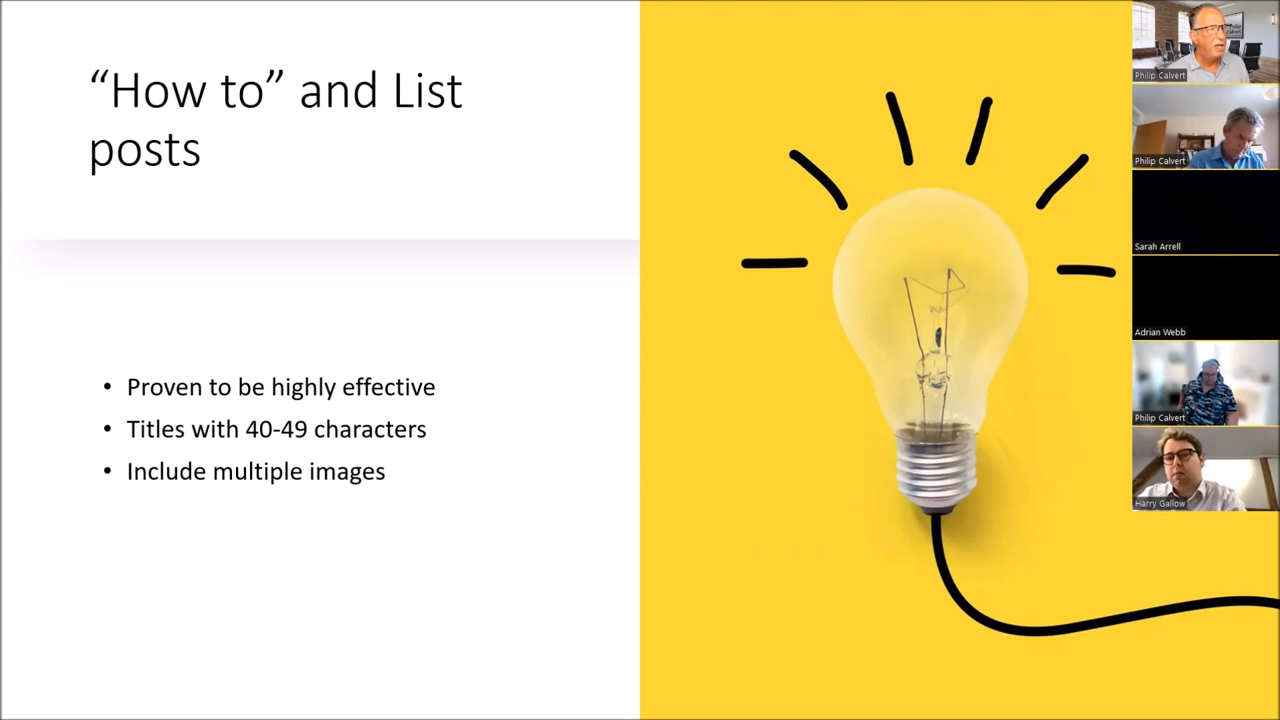 “How to” and List
posts
• Proven to be highly effective
• Titles with 40-49 characters
• Include multiple images
Philip Calvert
Philip Calvert
Sarah Arrell
Adrian Webb
Philip Calvert
Harry Gallow